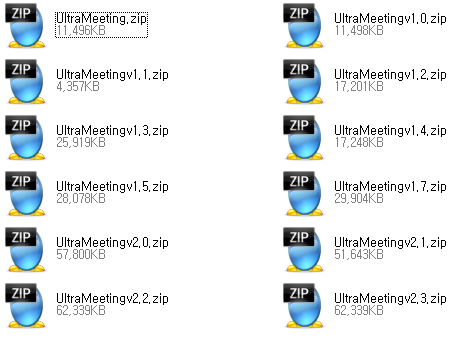 ZIP UltraMeeting.zip
11,496KB
ZIP UltraMeetingv1.0.zip
11,498KB
ZIP UltraMeetingv1.1.zip
4,357KB
ZIP UltraMeetingv1.2.zip
17,201KB
ZIP UltraMeetingv1.3.zip
25,919KB
ZIP UltraMeetingv1.4.zip
17,248KB
ZIP UltraMeetingv1.5.zip
28,078KB
ZIP UltraMeetingv1.7.zip
29,904KB
ZIP UltraMeetingv2.0.zip
57,800KB
ZIP UltraMeetingv2.1.zip
51,643KB
ZIP UltraMeetingv2.2.zip
62,339KB
ZIP UltraMeetingv2.3.zip
62,339KB